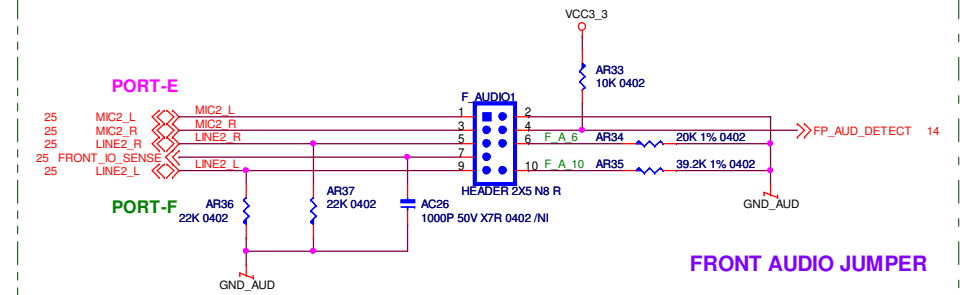 VCC3_3
AR33
10K 0402
PORT-E
F_AUDIO1
25 MIC2_L MIC2_L 1 2
25 MIC2_R MIC2_R 3 4 FP_AUD_DETECT 14
25 LINE2_R LINE2_R 5 6 F_A_6 AR34 20K 1% 0402
25 FRONT_IO_SENSE 7
25 LINE2_L LINE2_L 9 10 F_A_10 AR35 39.2K 1% 0402
HEADER 2X5 N8 R
PORT-F
AR36
22K 0402
AR37
22K 0402
AC26
1000P 50V X7R 0402 /NI
GND_AUD
GND_AUD
FRONT AUDIO JUMPER